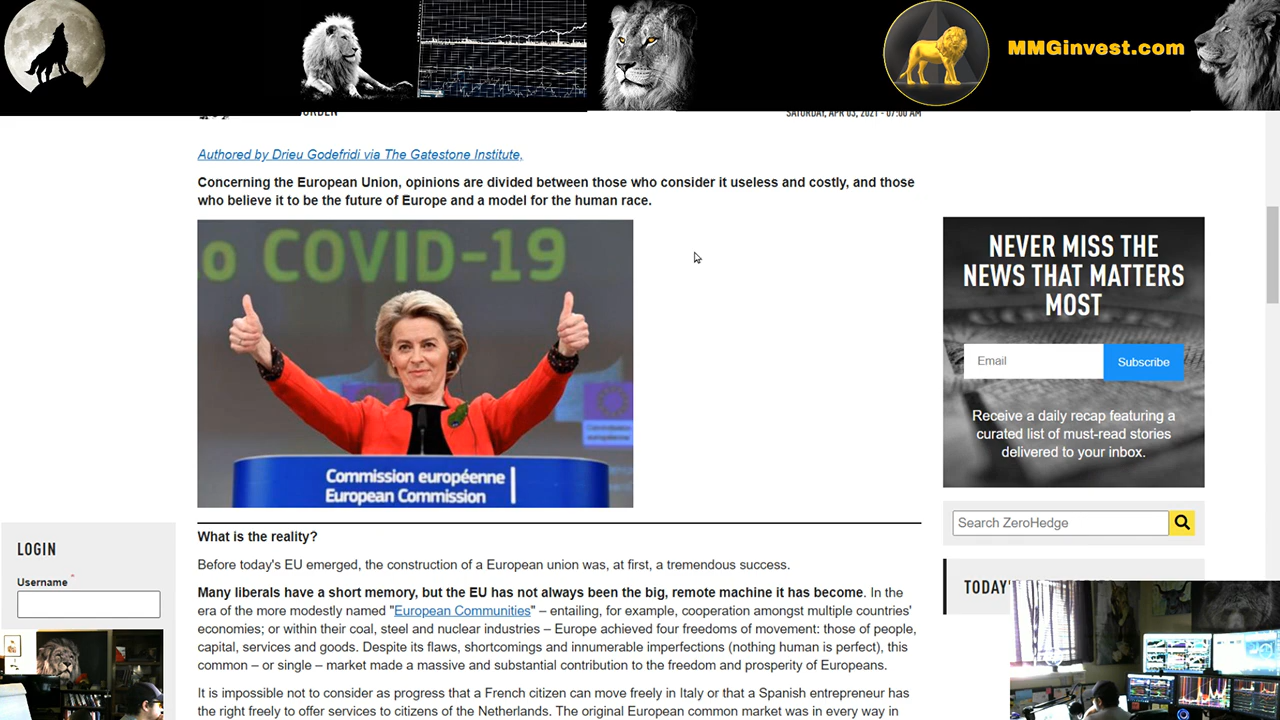 MMGinvest.com
SATURDAY, APR 03, 2021 - 07:00 AM
Authored by Drieu Godefridi via The Gatestone Institute,
Concerning the European Union, opinions are divided between those who consider it useless and costly, and those
who believe it to be the future of Europe and a model for the human race.
o COVID-19
Commission européenne
European Commission
What is the reality?
Before today's EU emerged, the construction of a European union was, at first, a tremendous success.
Many liberals have a short memory, but the EU has not always been the big, remote machine it has become. In the
era of the more modestly named "European Communities" – entailing, for example, cooperation amongst multiple countries'
economies; or within their coal, steel and nuclear industries – Europe achieved four freedoms of movement: those of people,
capital, services and goods. Despite its flaws, shortcomings and innumerable imperfections (nothing human is perfect), this
common – or single – market made a massive and substantial contribution to the freedom and prosperity of Europeans.
It is impossible not to consider as progress that a French citizen can move freely in Italy or that a Spanish entrepreneur has
the right freely to offer services to citizens of the Netherlands. The original European common market was in every way in
NEVER MISS THE
NEWS THAT MATTERS
MOST
Email
Subscribe
Receive a daily recap featuring a
curated list of must-read stories
delivered to your inbox.
Search ZeroHedge
TODAY
LOGIN
Username *